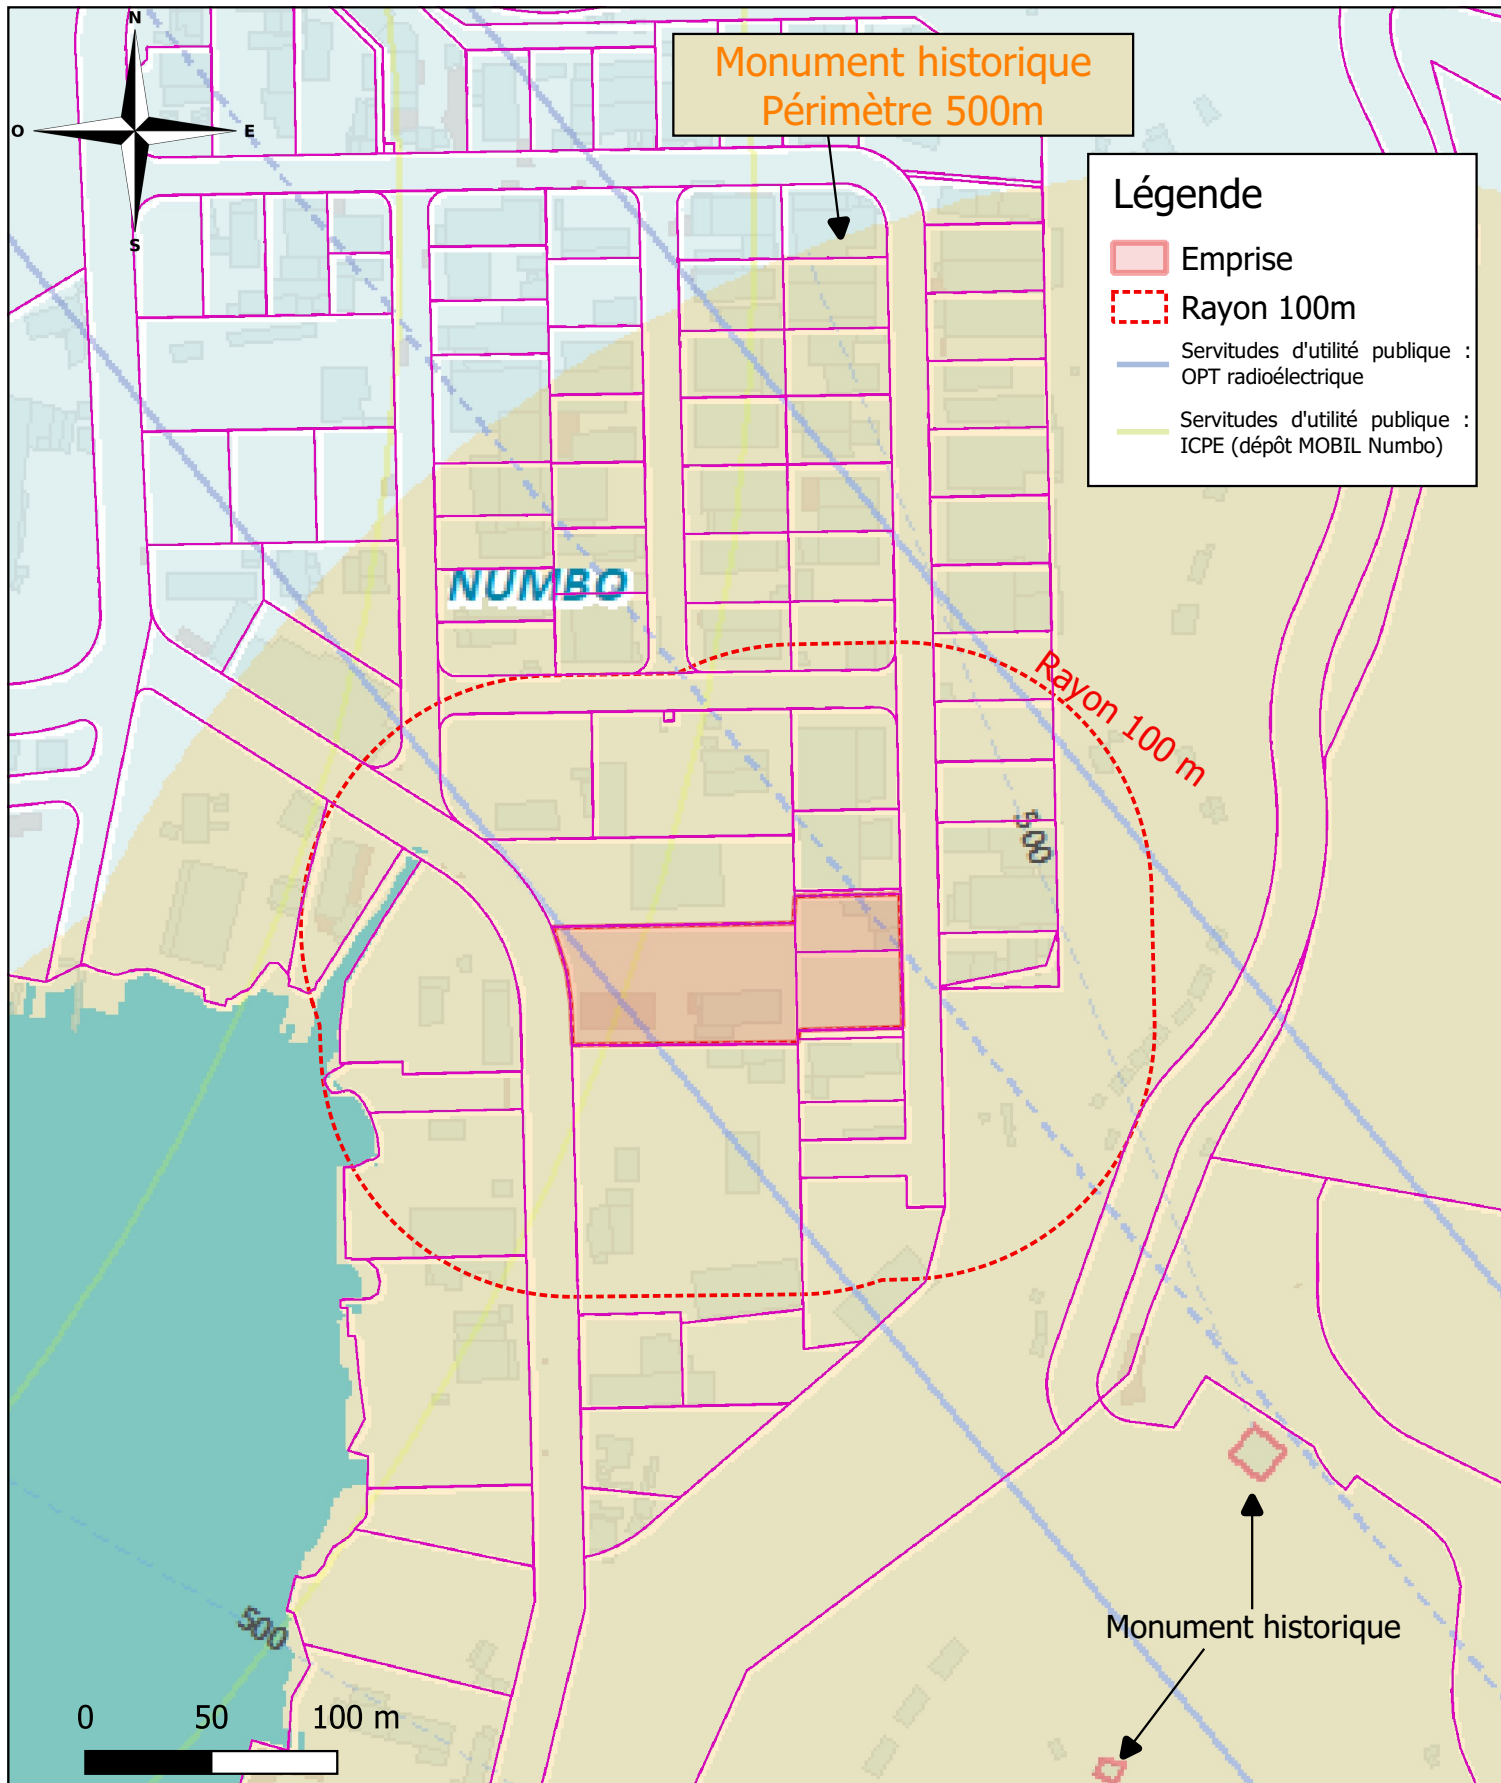 N
O
E
S
Monument historique
Périmètre 500m
Légende
Emprise
Rayon 100m
Servitudes d'utilité publique :
OPT radioélectrique
Servitudes d'utilité publique :
ICPE (dépôt MOBIL Numbo)
NUMBO
Rayon 100 m
500
500
Monument historique
0 50 100 m